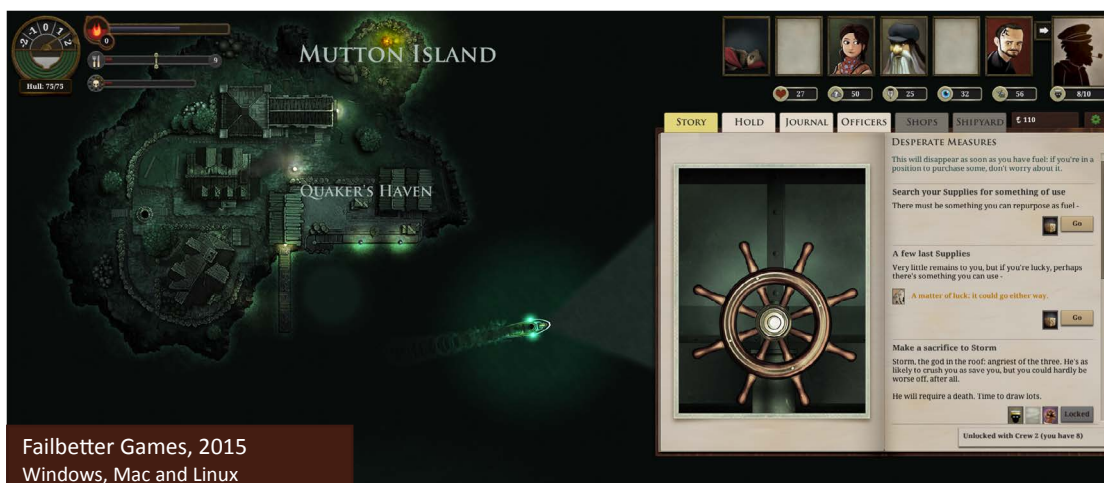 -2 -1 0 1 2
0
MUTTON ISLAND
9
Hull: 75/75
27 50 25 32 56 8/10
STORY HOLD JOURNAL OFFICERS SHOPS SHIPYARD £ 110
DESPERATE MEASURES
This will disappear as soon as you have fuel: if you're in a
position to purchase some, don't worry about it.
Search your Supplies for something of use
There must be something you can repurpose as fuel -
Go
QUAKER'S HAVEN
A few last Supplies
Very little remains to you, but if you're lucky, perhaps
there's something you can use -
A matter of luck: it could go either way.
Go
Make a sacrifice to Storm
Storm, the god in the roof: angriest of the three. He's as
likely to crush you as save you, but you could hardly be
worse off, after all.
He will require a death. Time to draw lots.
Locked
Unlocked with Crew 2 (you have 8)
Failbetter Games, 2015
Windows, Mac and Linux